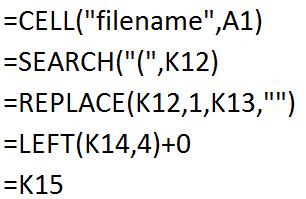 =CELL("filename",A1)
=SEARCH("(",K12)
=REPLACE(K12,1,K13,"")
=LEFT(K14,4)+0
=K15